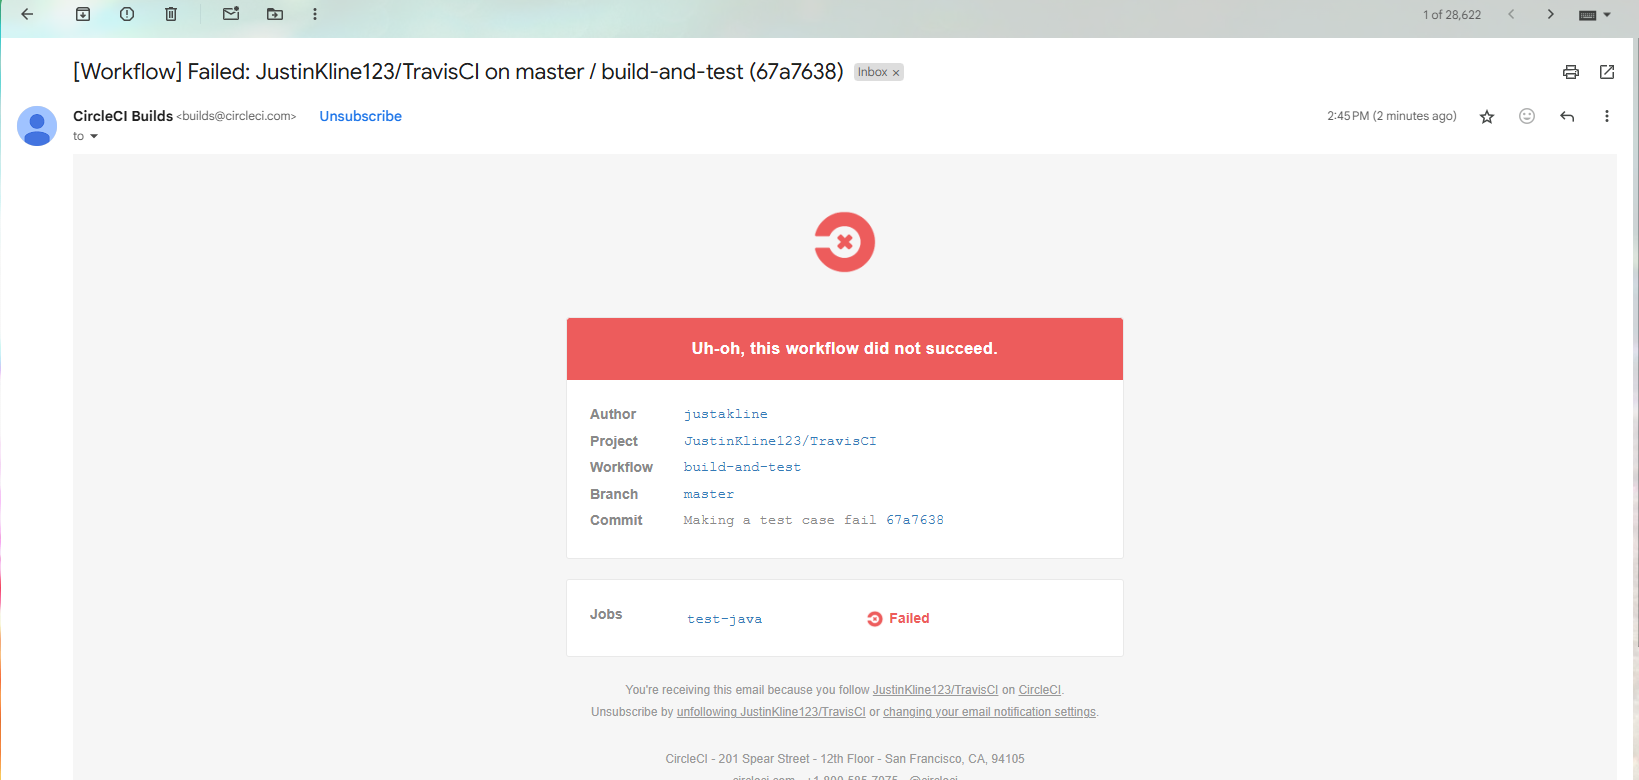 1 of 28,622
[Workflow] Failed: JustinKline123/TravisCI on master / build-and-test (67a7638) Inbox ×
CircleCI Builds <builds@circleci.com> Unsubscribe 2:45 PM (2 minutes ago)
to
Uh-oh, this workflow did not succeed.
Author justakline
Project JustinKline123/TravisCI
Workflow build-and-test
Branch master
Commit Making a test case fail 67a7638
Jobs test-java Failed
You're receiving this email because you follow JustinKline123/TravisCI on CircleCI.
Unsubscribe by unfollowing JustinKline123/TravisCI or changing your email notification settings.
CircleCI - 201 Spear Street - 12th Floor - San Francisco, CA, 94105